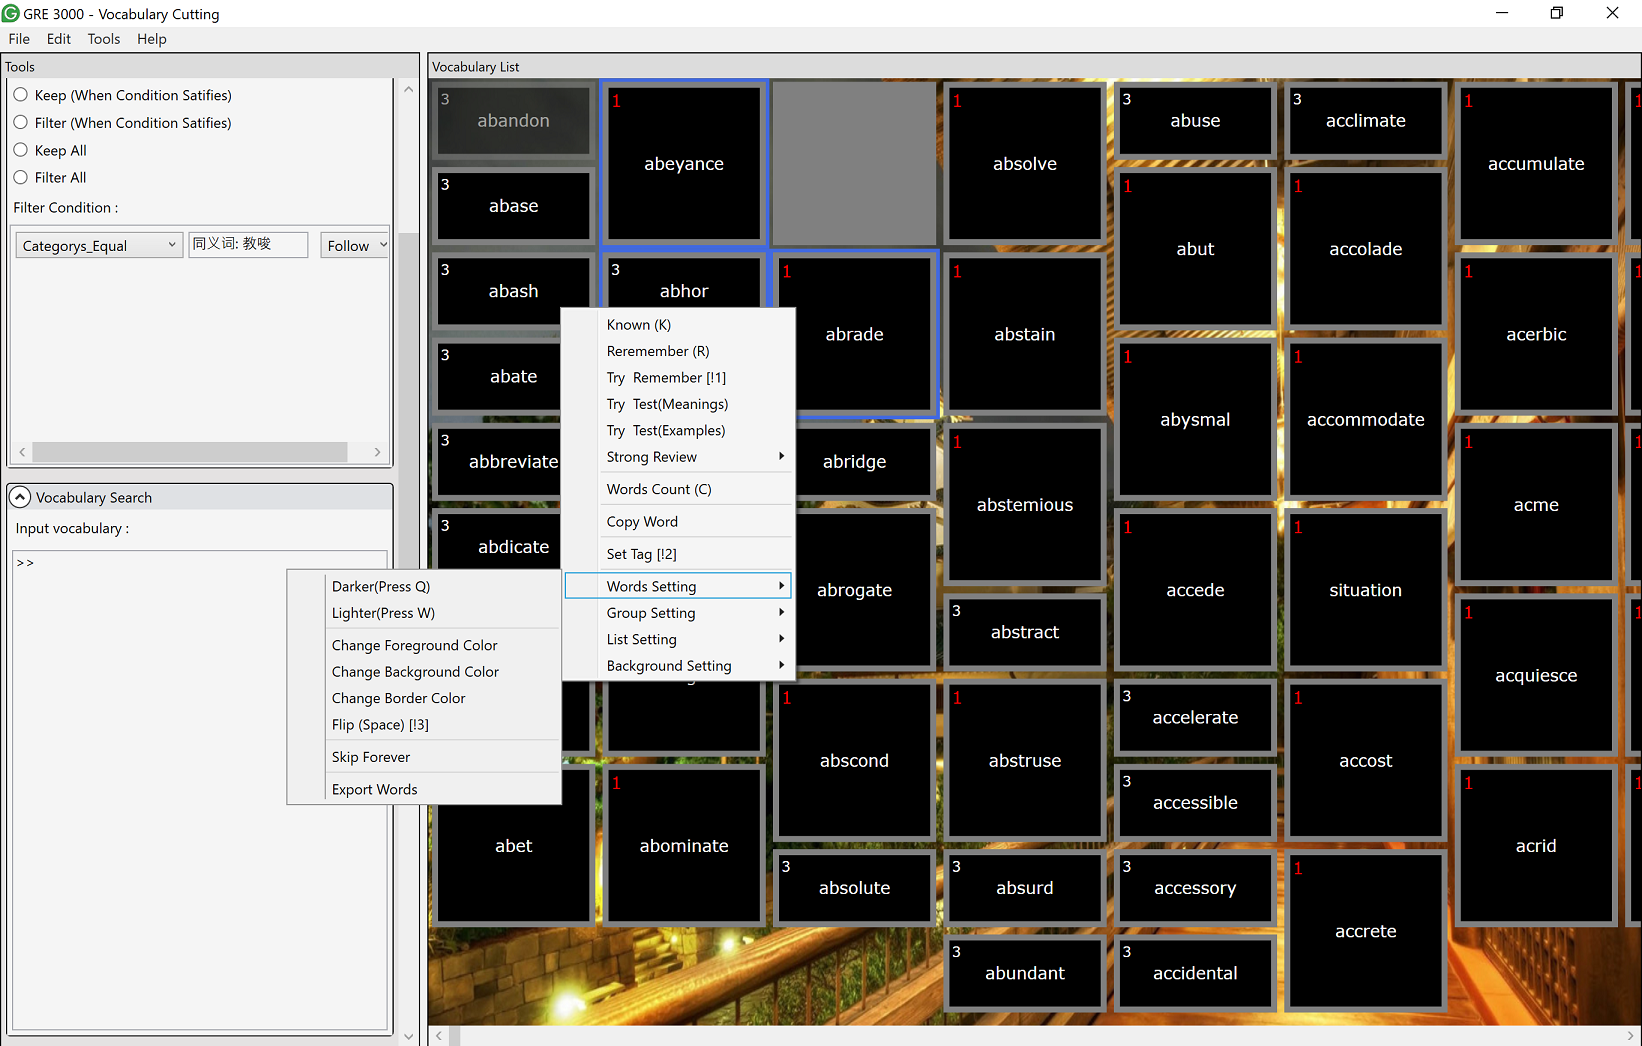 GRE 3000 - Vocabulary Cutting
File Edit Tools Help
Tools
Keep (When Condition Satifies)
Filter (When Condition Satifies)
Keep All
Filter All
Filter Condition :
Categorys_Equal 同义词: 教唆 Follow
Vocabulary Search
Input vocabulary :
>>
Vocabulary List
3 abandon
3 abase
3 abash
3 abate
3 abbreviate
3 abdicate
abet
1 abeyance
3 abhor
1 abominate
1 abrade
abridge
abrogate
1 abscond
3 absolute
1 absolve
1 abstain
1 abstemious
3 abstract
1 abstruse
3 absurd
3 abundant
3 abuse
1 abut
1 abysmal
1 accede
3 accelerate
3 accessible
3 accessory
3 accidental
3 acclimate
1 accolade
1 accommodate
1 situation
1 accost
1 accrete
1 accumulate
1 acerbic
1 acme
1 acquiesce
1 acrid
1
1
1
1
1
Known (K)
Reremember (R)
Try Remember [!1]
Try Test(Meanings)
Try Test(Examples)
Strong Review
Words Count (C)
Copy Word
Set Tag [!2]
Words Setting
Group Setting
List Setting
Background Setting
Darker(Press Q)
Lighter(Press W)
Change Foreground Color
Change Background Color
Change Border Color
Flip (Space) [!3]
Skip Forever
Export Words